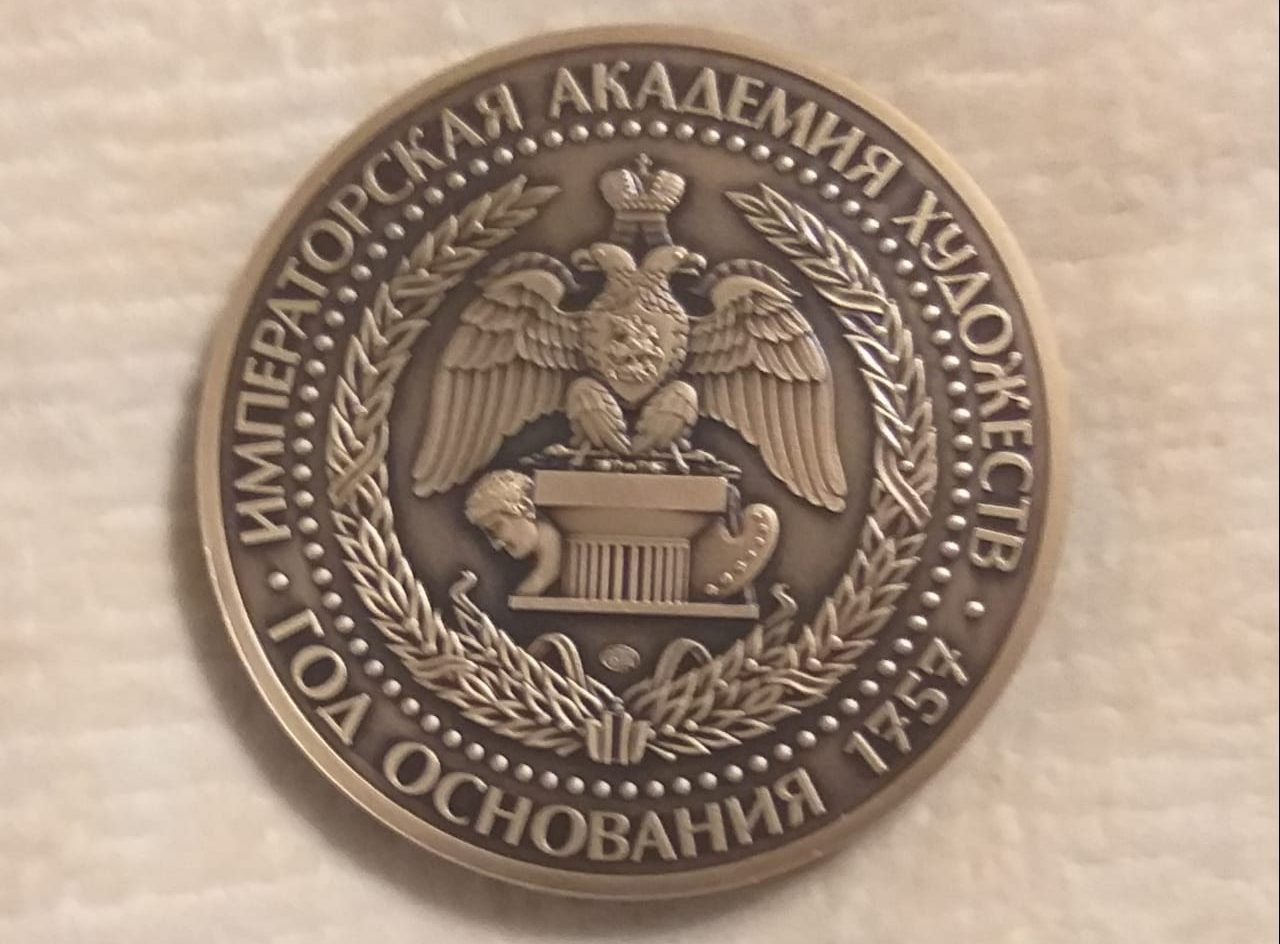 ИМПЕРАТОРСКАЯ АКАДЕМИЯ ХУДОЖЕСТВ
• ГОД ОСНОВАНИЯ 1757 •